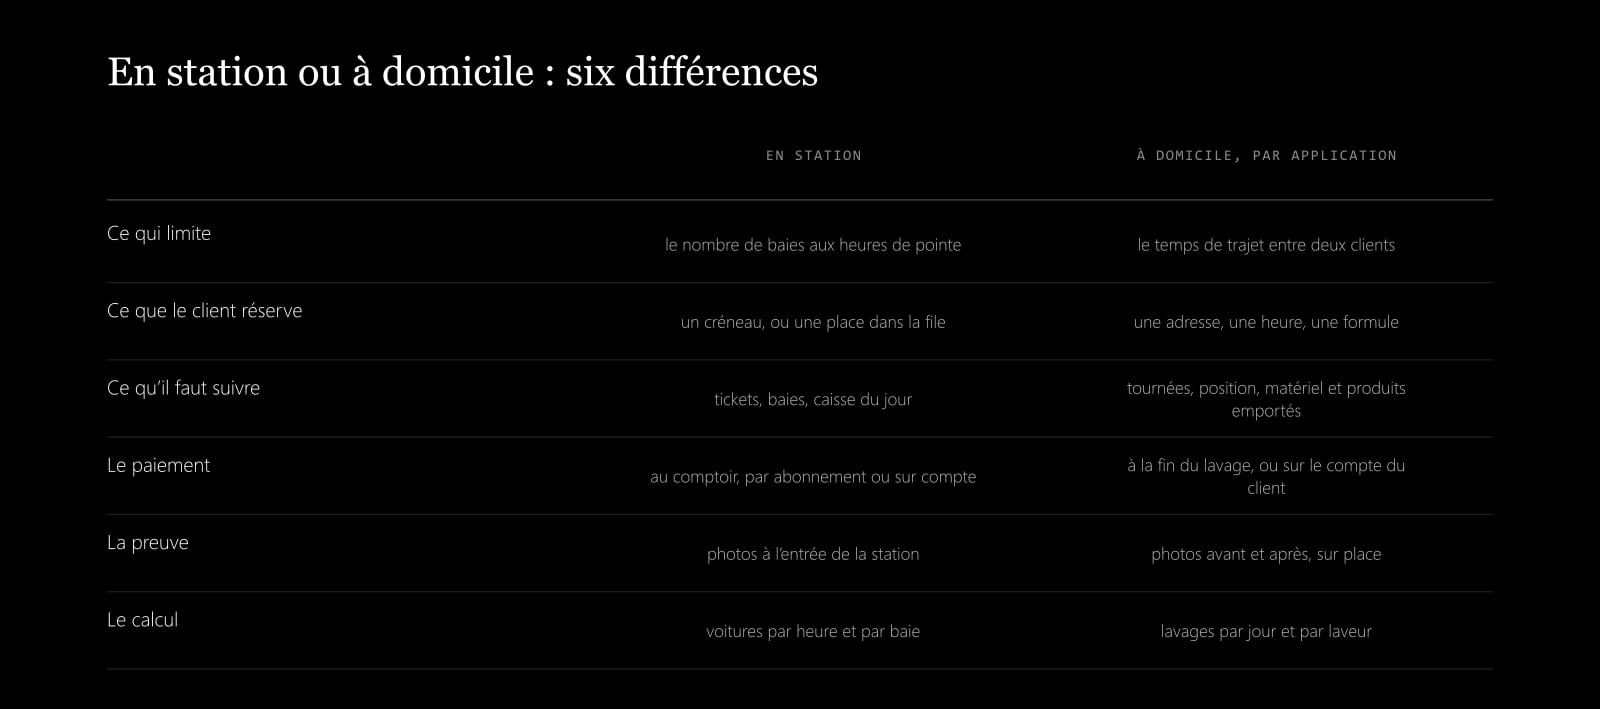 En station ou à domicile : six différences
EN STATION
À DOMICILE, PAR APPLICATION
Ce qui limite
le nombre de baies aux heures de pointe
le temps de trajet entre deux clients
Ce que le client réserve
un créneau, ou une place dans la file
une adresse, une heure, une formule
Ce qu’il faut suivre
tickets, baies, caisse du jour
tournées, position, matériel et produits
emportés
Le paiement
au comptoir, par abonnement ou sur compte
à la fin du lavage, ou sur le compte du
client
La preuve
photos à l’entrée de la station
photos avant et après, sur place
Le calcul
voitures par heure et par baie
lavages par jour et par laveur